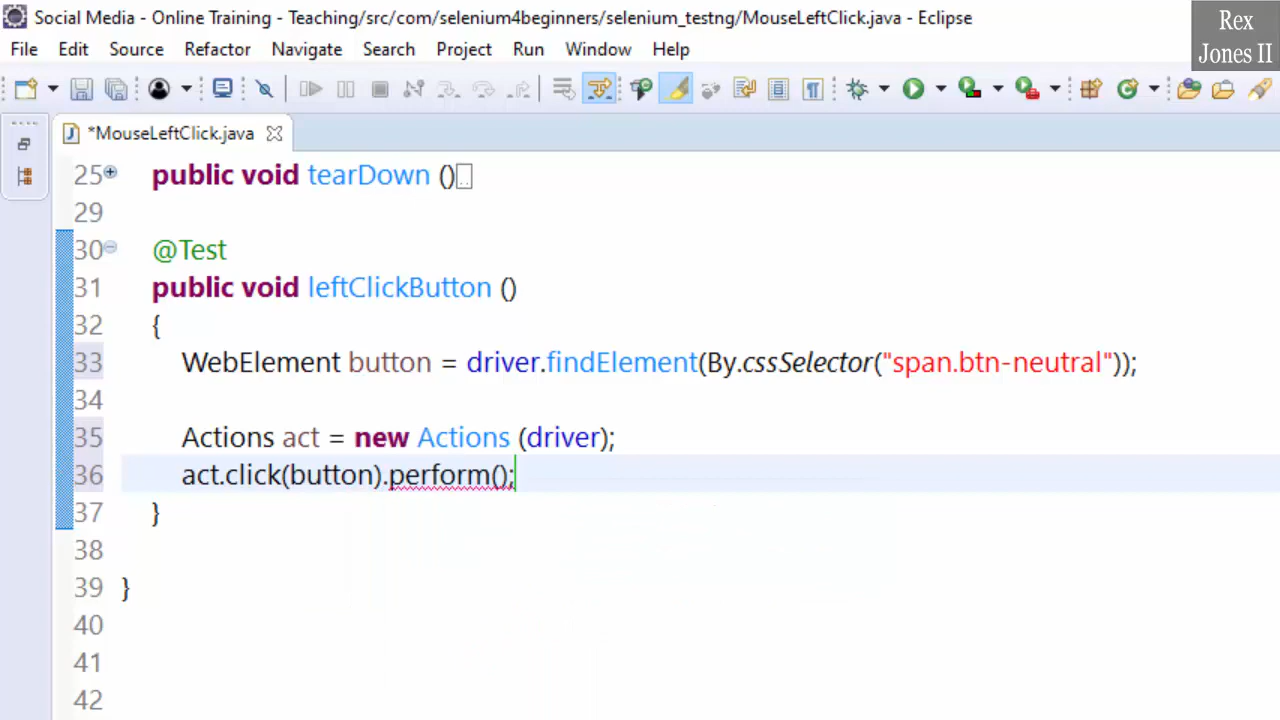 Social Media - Online Training - Teaching/src/com/selenium4beginners/selenium_testng/MouseLeftClick.java - Eclipse
Rex
Jones II
File Edit Source Refactor Navigate Search Project Run Window Help
*MouseLeftClick.java
25 public void tearDown ()
29
30 @Test
31 public void leftClickButton ()
32 {
33 WebElement button = driver.findElement(By.cssSelector("span.btn-neutral"));
34
35 Actions act = new Actions (driver);
36 act.click(button).perform();
37 }
38
39 }
40
41
42